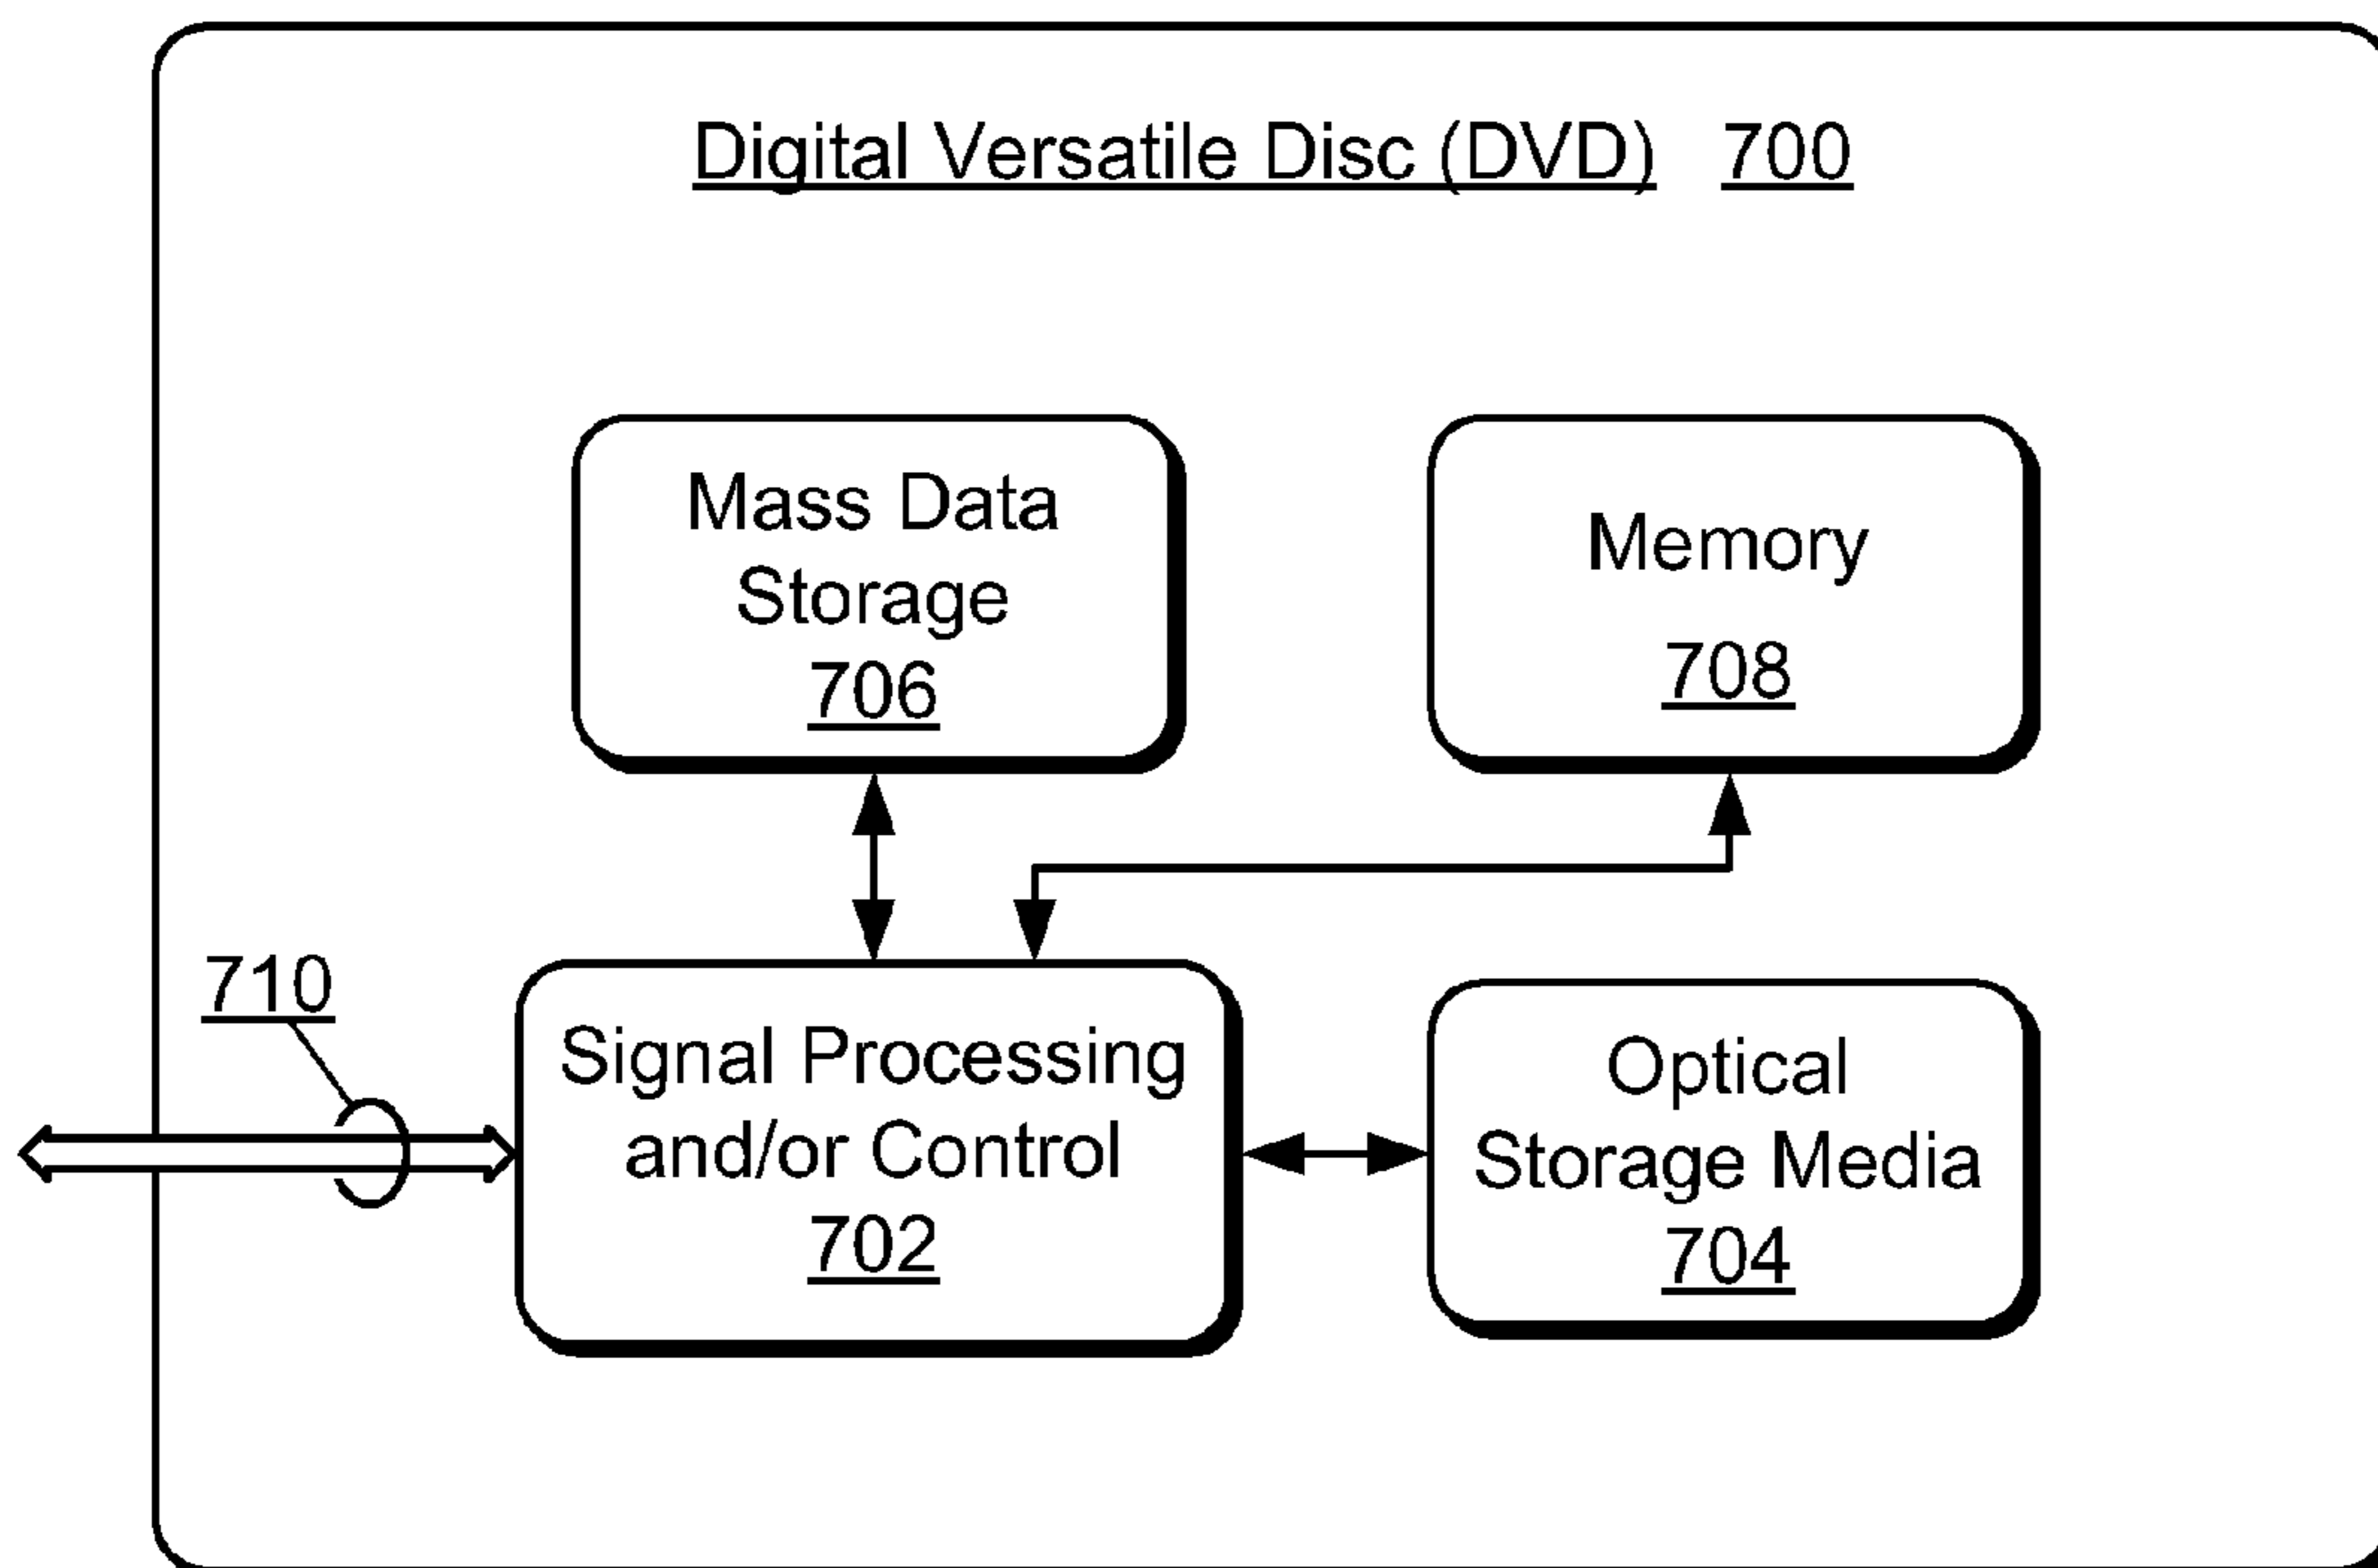 Digital Versatile Disc (DVD) 700
Mass Data
Storage
706
Memory
708
710
Signal Processing
and/or Control
702
Optical
Storage Media
704